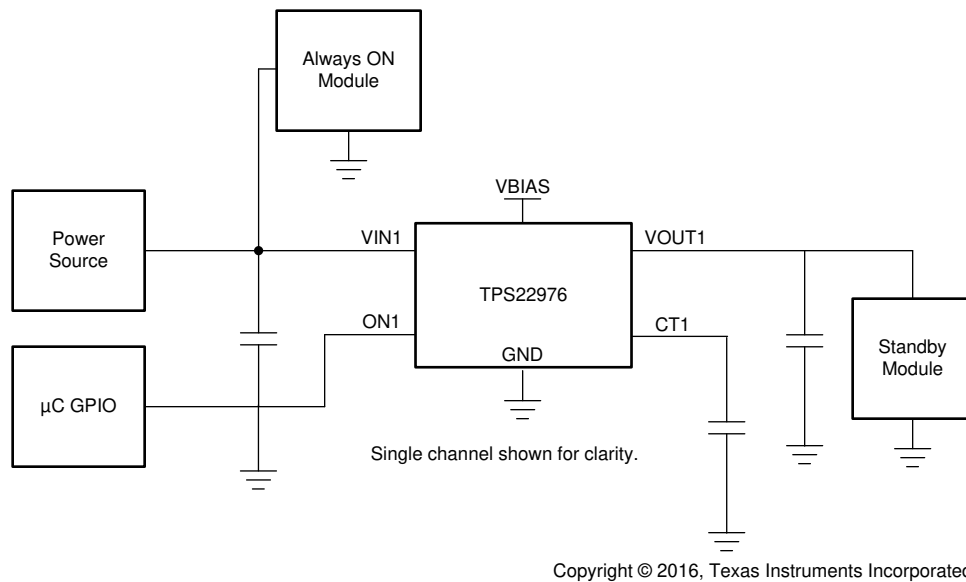 Always ON
Module
Power
Source
VBIAS
VIN1
VOUT1
TPS22976
ON1
CT1
GND
µC GPIO
Standby
Module
Single channel shown for clarity.
Copyright © 2016, Texas Instruments Incorporated